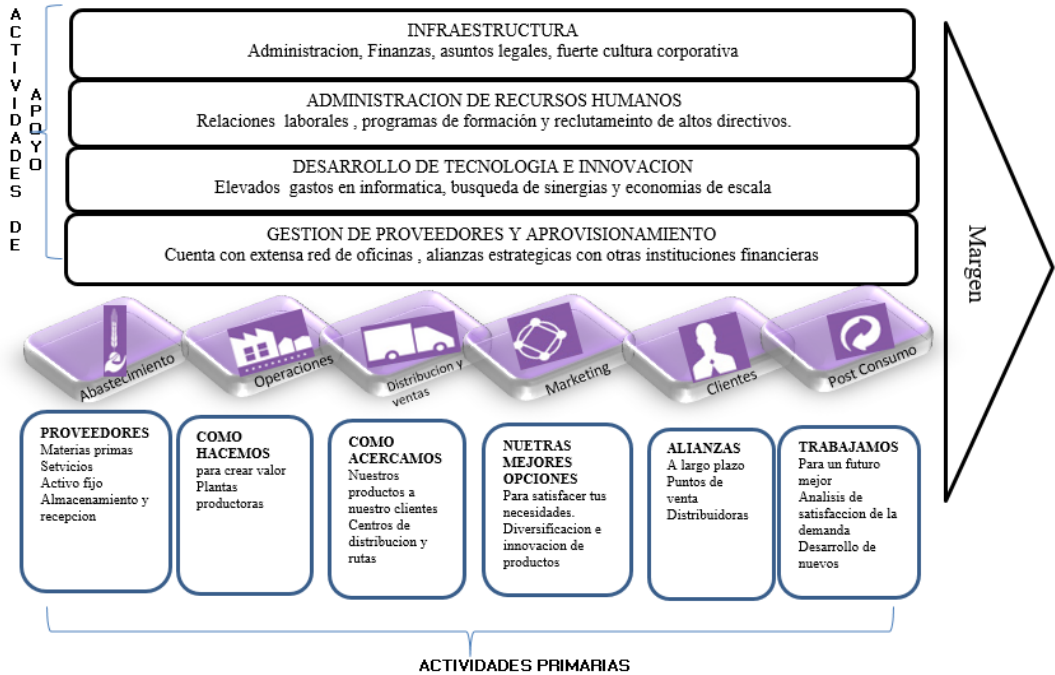 ACTIVIDADES DE
APOYO
INFRAESTRUCTURA
Administracion, Finanzas, asuntos legales, fuerte cultura corporativa
ADMINISTRACION DE RECURSOS HUMANOS
Relaciones laborales , programas de formación y reclutameinto de altos directivos.
DESARROLLO DE TECNOLOGIA E INNOVACION
Elevados gastos en informatica, busqueda de sinergias y economias de escala
GESTION DE PROVEEDORES Y APROVISIONAMIENTO
Cuenta con extensa red de oficinas , alianzas estrategicas con otras instituciones financieras
Margen
Abastecimiento
Operaciones
Distribucion y
ventas
Marketing
Clientes
Post Consumo
PROVEEDORES
Materias primas
Setvicios
Activo fijo
Almacenamiento y
recepcion
COMO
HACEMOS
para crear valor
Plantas
productoras
COMO
ACERCAMOS
Nuestros
productos a
nuestro clientes
Centros de
distribucion y
rutas
NUETRAS
MEJORES
OPCIONES
Para satisfacer tus
necesidades.
Diversificacion e
innovacion de
productos
ALIANZAS
A largo plazo
Puntos de
venta
Distribuidoras
TRABAJAMOS
Para un futuro
mejor
Analisis de
satisfaccion de la
demanda
Desarrollo de
nuevos
ACTIVIDADES PRIMARIAS